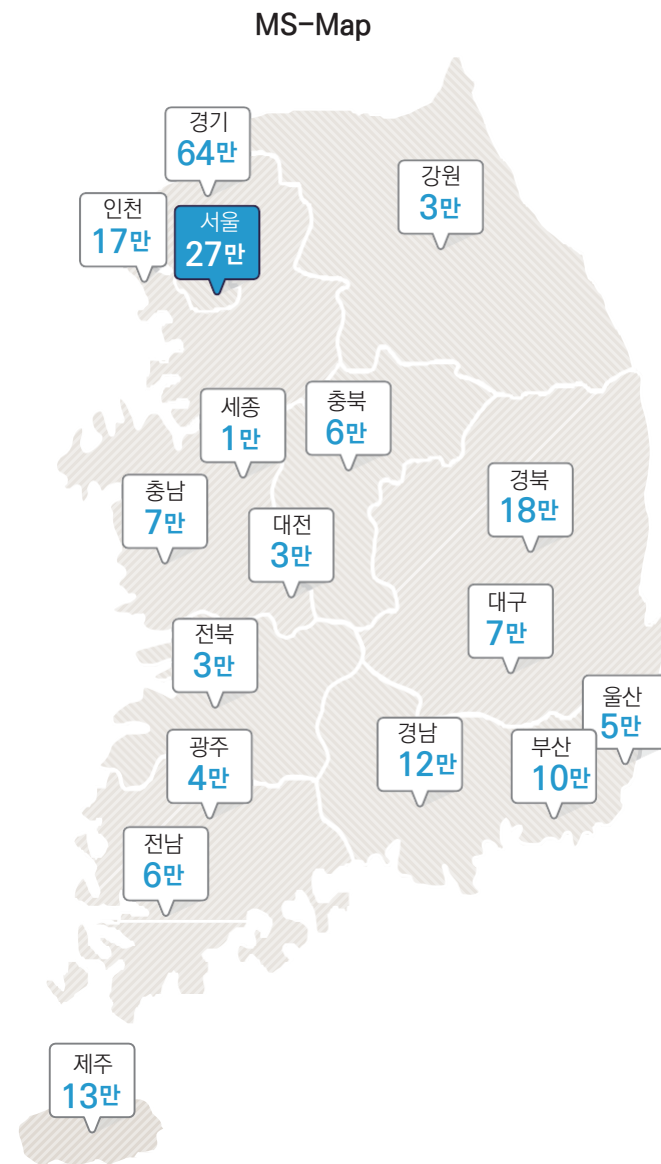 MS-Map
경기
64만
강원
3만
인천
17만
서울
27만
세종
1만
충북
6만
충남
7만
경북
18만
대전
3만
대구
7만
전북
3만
울산
5만
경남
12만
부산
10만
광주
4만
전남
6만
제주
13만